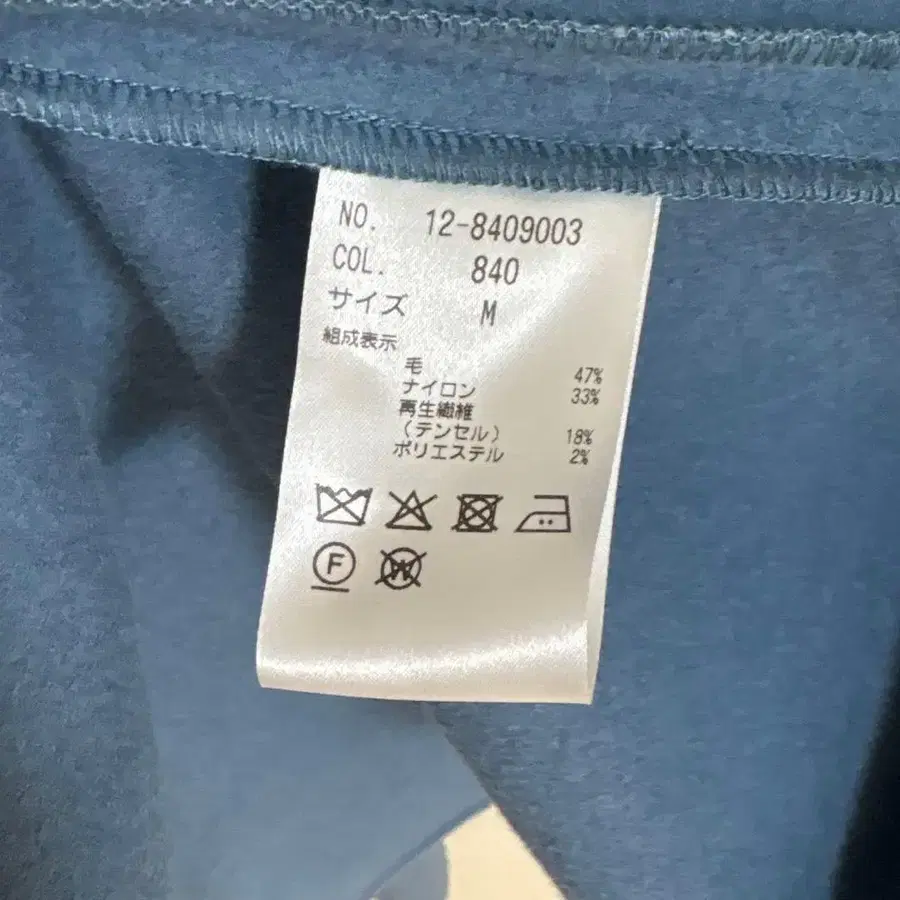 NO. 12-8409003
COL. 840
サイズ M
組成表示
毛 47%
ナイロン 33%
再生繊維
(テンセル) 18%
ポリエステル 2%
F W